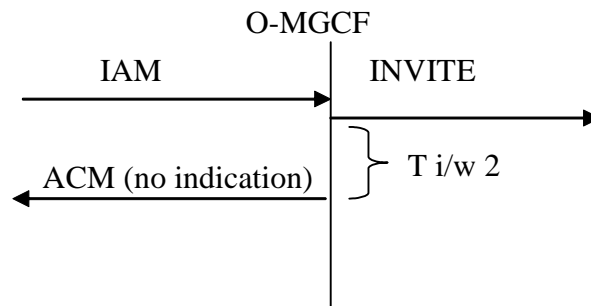 O-MGCF
IAM
INVITE
T i/w 2
ACM (no indication)